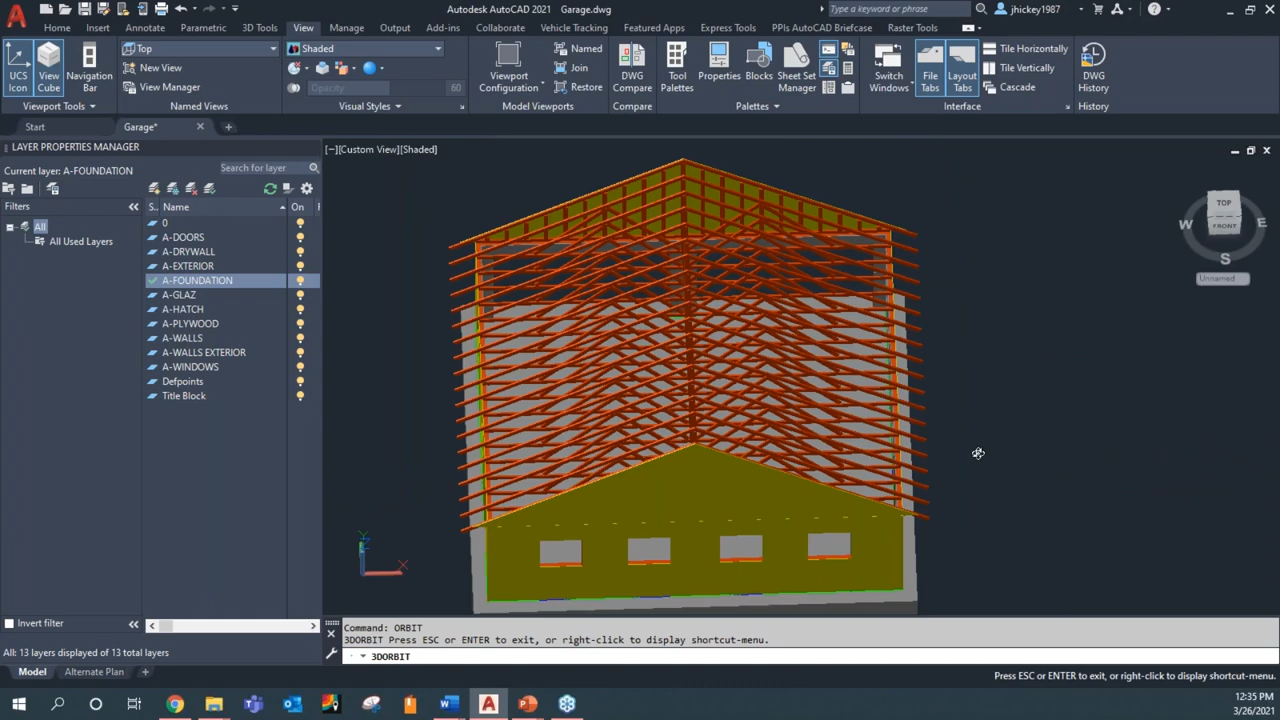 Autodesk AutoCAD 2021 Garage.dwg
Type a keyword or phrase
jhickey1987
Home Insert Annotate Parametric 3D Tools View Manage Output Add-ins Collaborate Vehicle Tracking Featured Apps Express Tools PPIs AutoCAD Briefcase Raster Tools
UCS Icon
View Cube
Navigation Bar
Top
New View
View Manager
Shaded
Opacity 60
Viewport Configuration
Named
Join
Restore
DWG Compare
Tool Palettes
Properties
Blocks
Sheet Set Manager
Switch Windows
File Tabs
Layout Tabs
Tile Horizontally
Tile Vertically
Cascade
DWG History
Viewport Tools Named Views Visual Styles Model Viewports Compare Palettes Interface History
Start Garage*
LAYER PROPERTIES MANAGER
Current layer: A-FOUNDATION
Search for layer
Filters
All
All Used Layers
S.. Name On F
0
A-DOORS
A-DRYWALL
A-EXTERIOR
A-FOUNDATION
A-GLAZ
A-HATCH
A-PLYWOOD
A-WALLS
A-WALLS EXTERIOR
A-WINDOWS
Defpoints
Title Block
[−][Custom View][Shaded]
TOP
FRONT
W E
S
Unnamed
Y
Z
X
Invert filter
All: 13 layers displayed of 13 total layers
Command: ORBIT
3DORBIT Press ESC or ENTER to exit, or right-click to display shortcut-menu.
3DORBIT
Model Alternate Plan +
Press ESC or ENTER to exit, or right-click to display shortcut-menu.
12:35 PM
3/26/2021